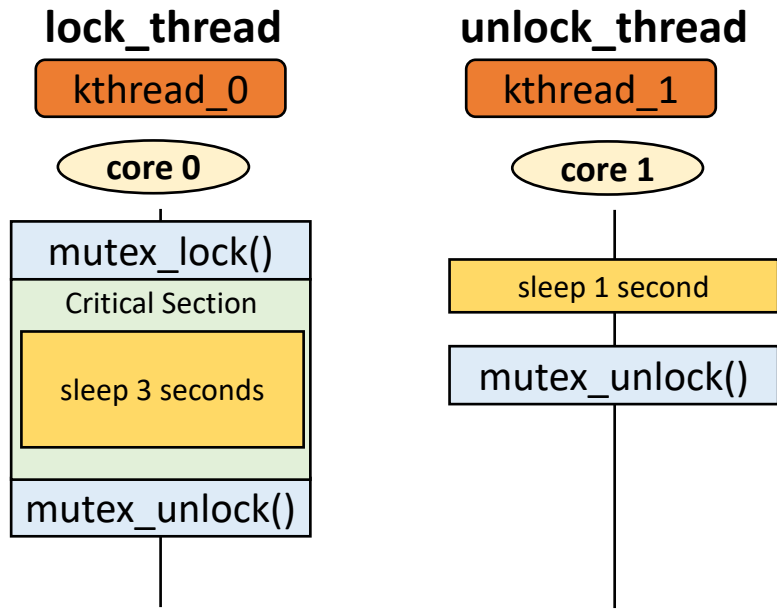 lock_thread
kthread_0
core 0
mutex_lock()
Critical Section
sleep 3 seconds
mutex_unlock()
unlock_thread
kthread_1
core 1
sleep 1 second
mutex_unlock()